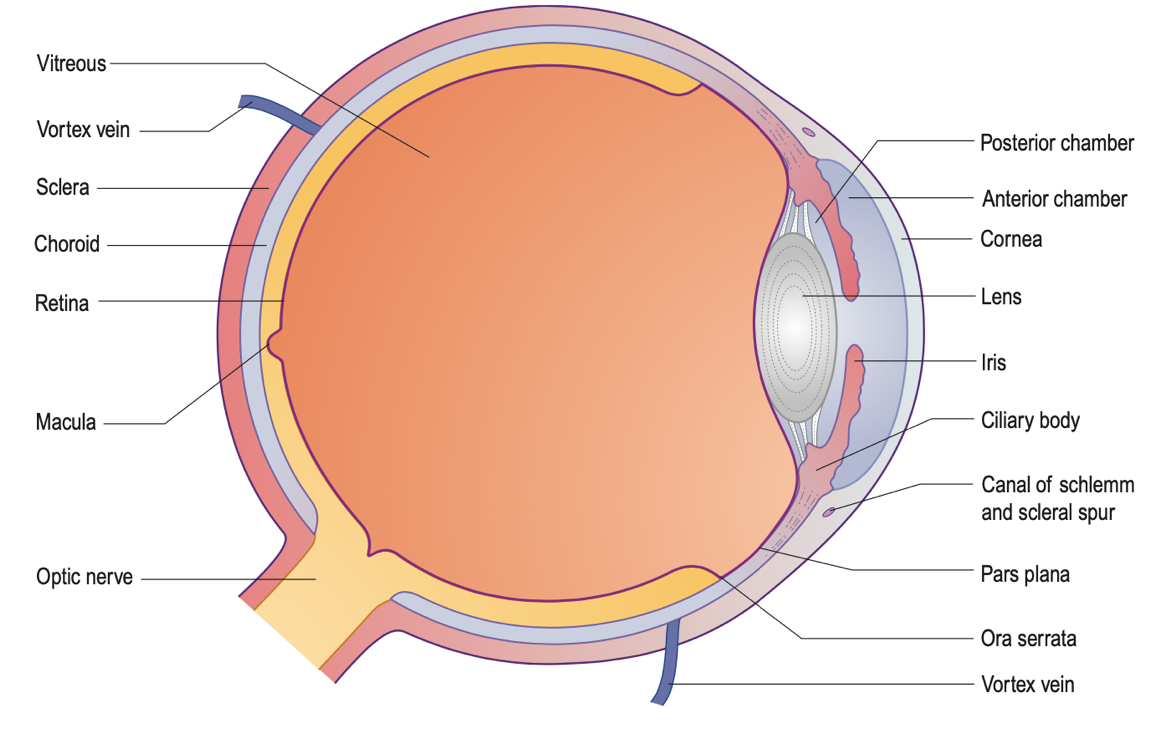 Vitreous
Vortex vein
Sclera
Choroid
Retina
Macula
Optic nerve
Posterior chamber
Anterior chamber
Cornea
Lens
Iris
Ciliary body
Canal of schlemm
and scleral spur
Pars plana
Ora serrata
Vortex vein